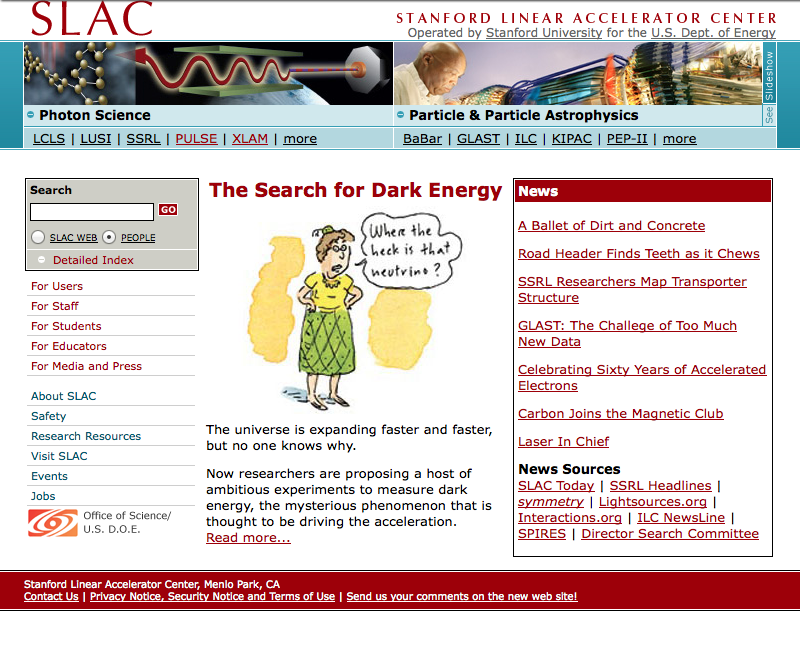 SLAC
STANFORD LINEAR ACCELERATOR CENTER
Operated by Stanford University for the U.S. Dept. of Energy
See Slideshow
Photon Science
LCLS | LUSI | SSRL | PULSE | XLAM | more
Particle & Particle Astrophysics
BaBar | GLAST | ILC | KIPAC | PEP-II | more
Search
GO
SLAC WEB PEOPLE
Detailed Index
For Users
For Staff
For Students
For Educators
For Media and Press
About SLAC
Safety
Research Resources
Visit SLAC
Events
Jobs
Office of Science/
U.S. D.O.E.
The Search for Dark Energy
Where the
heck is that
neutrino?
The universe is expanding faster and faster,
but no one knows why.
Now researchers are proposing a host of
ambitious experiments to measure dark
energy, the mysterious phenomenon that is
thought to be driving the acceleration.
Read more...
News
A Ballet of Dirt and Concrete
Road Header Finds Teeth as it Chews
SSRL Researchers Map Transporter
Structure
GLAST: The Challege of Too Much
New Data
Celebrating Sixty Years of Accelerated
Electrons
Carbon Joins the Magnetic Club
Laser In Chief
News Sources
SLAC Today | SSRL Headlines |
symmetry | Lightsources.org |
Interactions.org | ILC NewsLine |
SPIRES | Director Search Committee
Stanford Linear Accelerator Center, Menlo Park, CA
Contact Us | Privacy Notice, Security Notice and Terms of Use | Send us your comments on the new web site!